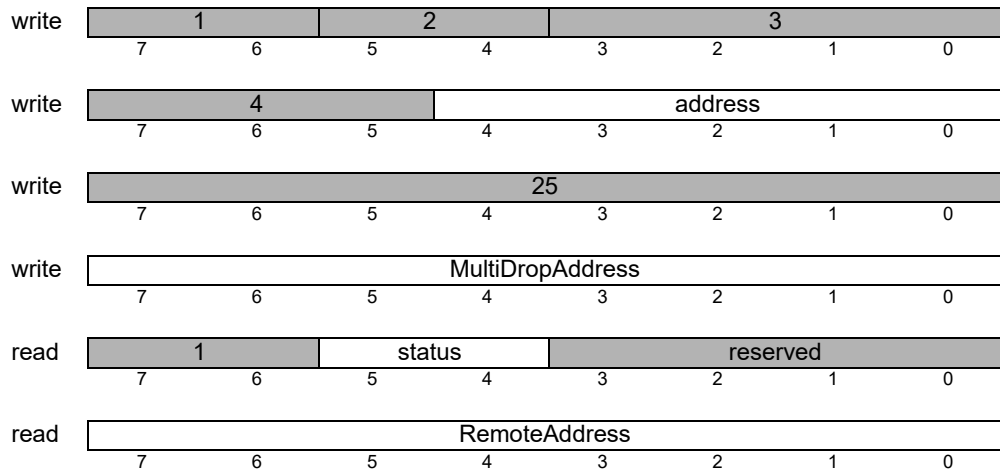 write 1 2 3
7 6 5 4 3 2 1 0
write 4 address
7 6 5 4 3 2 1 0
write 25
7 6 5 4 3 2 1 0
write MultiDropAddress
7 6 5 4 3 2 1 0
read 1 status reserved
7 6 5 4 3 2 1 0
read RemoteAddress
7 6 5 4 3 2 1 0